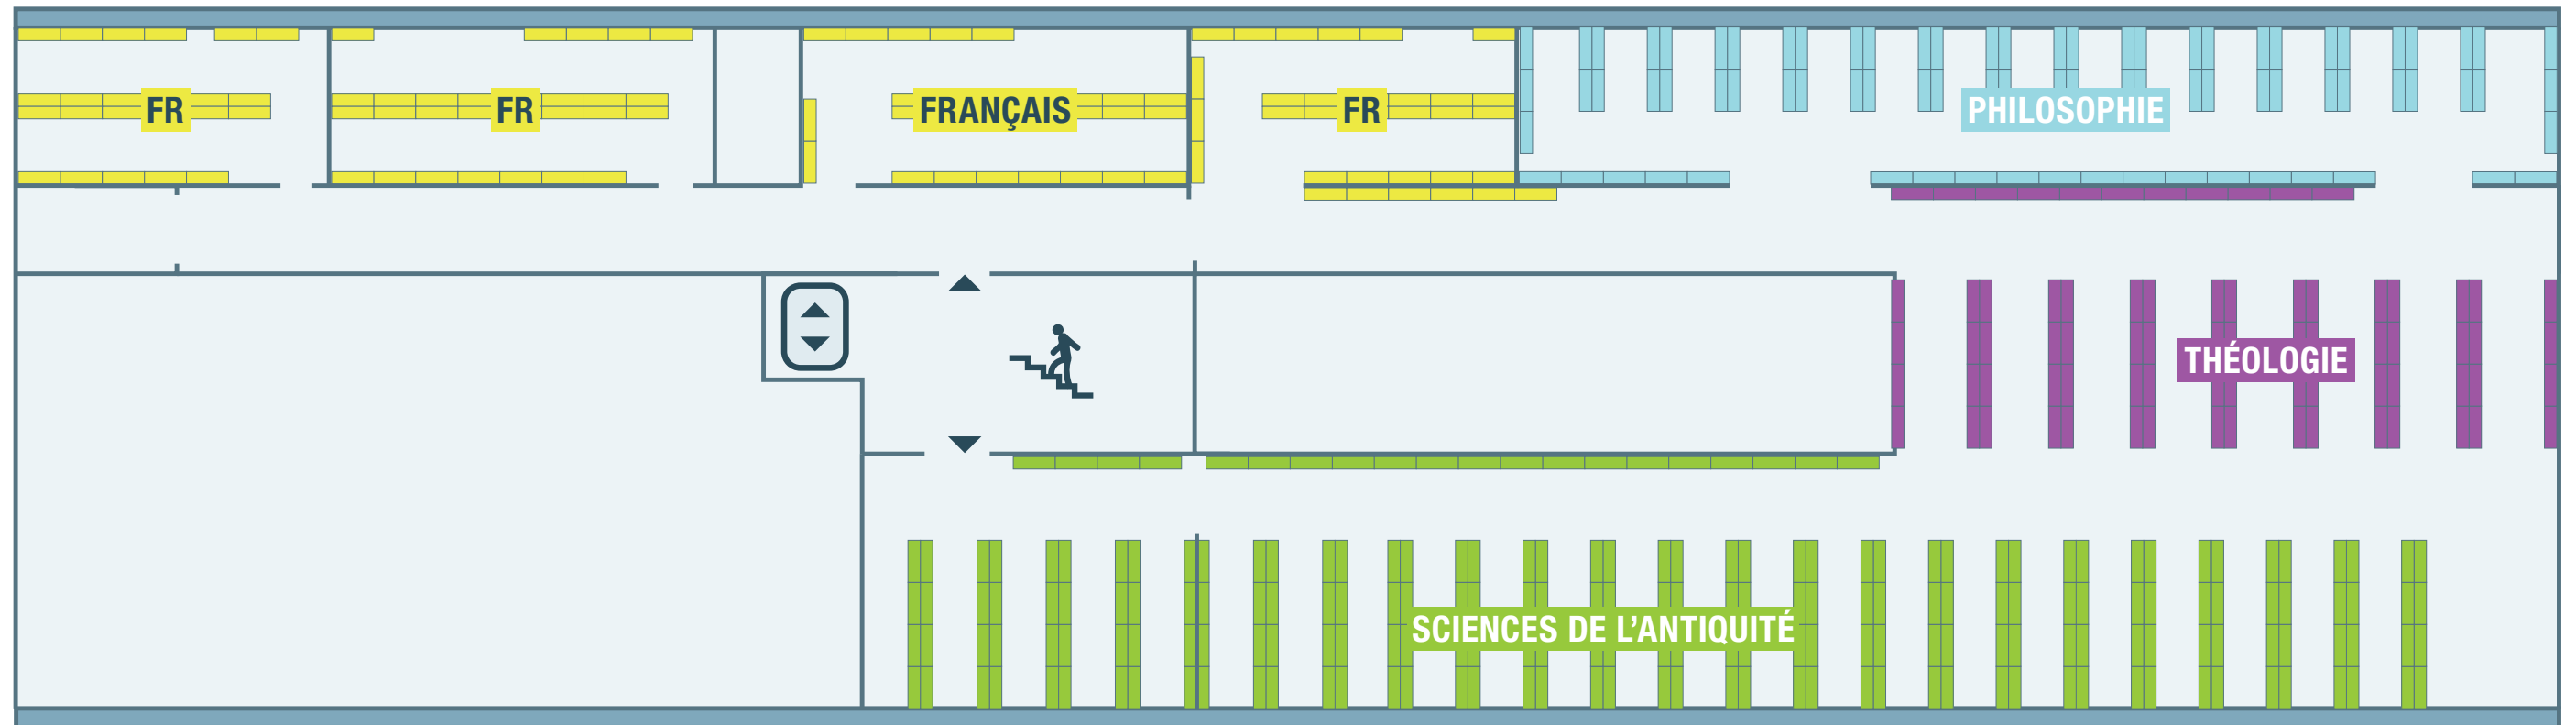 FR
FR
FRANÇAIS
FR
PHILOSOPHIE
THÉOLOGIE
SCIENCES DE L’ANTIQUITÉ